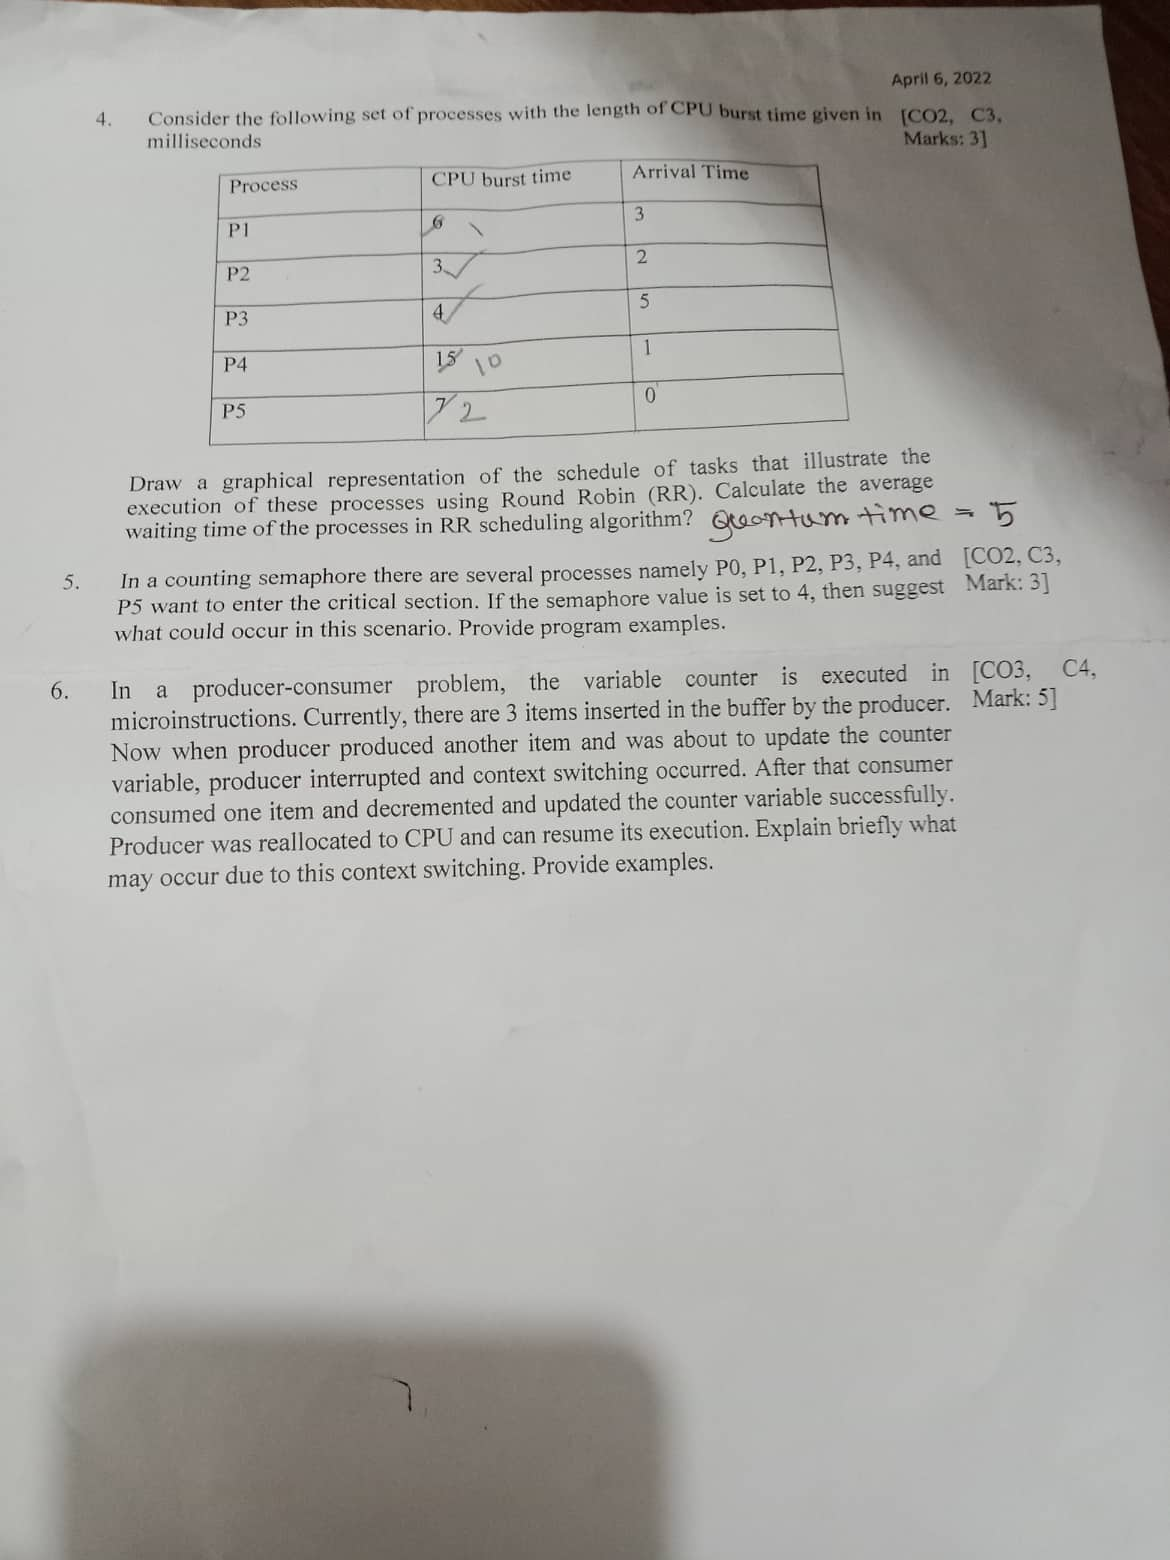 April 6, 2022
4. Consider the following set of processes with the length of CPU burst time given in [CO2, C3,
milliseconds Marks: 3]
Process CPU burst time Arrival Time
P1 6 3
P2 3 2
P3 4 5
P4 15 10 1
P5 7 2 0
Draw a graphical representation of the schedule of tasks that illustrate the
execution of these processes using Round Robin (RR). Calculate the average
waiting time of the processes in RR scheduling algorithm? Quantum time = 5
5. In a counting semaphore there are several processes namely P0, P1, P2, P3, P4, and [CO2, C3,
P5 want to enter the critical section. If the semaphore value is set to 4, then suggest Mark: 3]
what could occur in this scenario. Provide program examples.
6. In a producer-consumer problem, the variable counter is executed in [CO3, C4,
microinstructions. Currently, there are 3 items inserted in the buffer by the producer. Mark: 5]
Now when producer produced another item and was about to update the counter
variable, producer interrupted and context switching occurred. After that consumer
consumed one item and decremented and updated the counter variable successfully.
Producer was reallocated to CPU and can resume its execution. Explain briefly what
may occur due to this context switching. Provide examples.